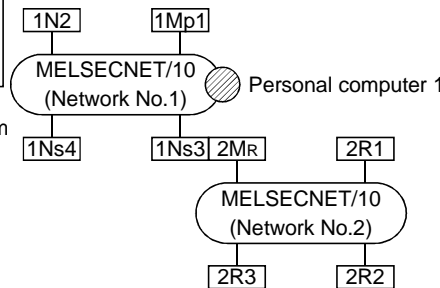 1N2 1Mp1
MELSECNET/10
(Network No.1)
Personal computer 1
m
1Ns4 1Ns3 2MR 2R1
MELSECNET/10
(Network No.2)
2R3 2R2